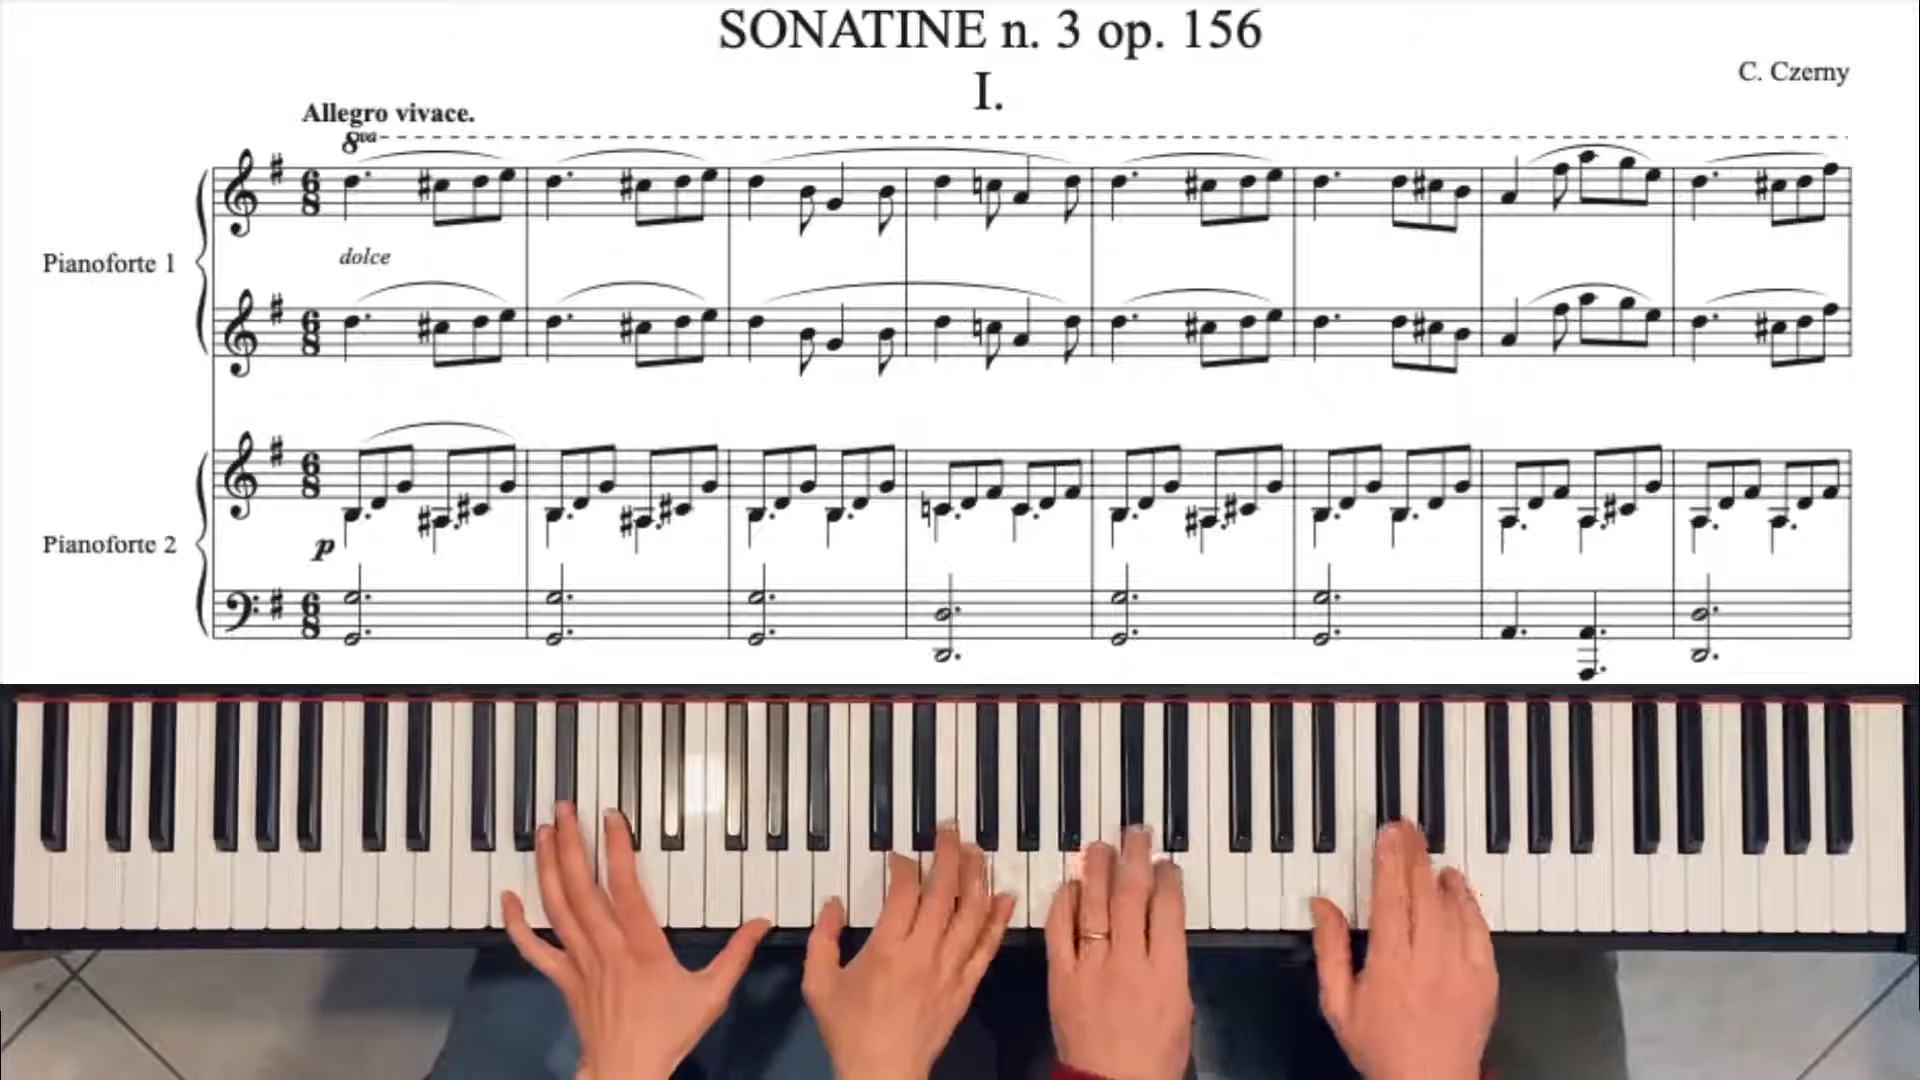 SONATINE n. 3 op. 156
I.
C. Czerny
Allegro vivace.
8va
Pianoforte 1
dolce
Pianoforte 2
p